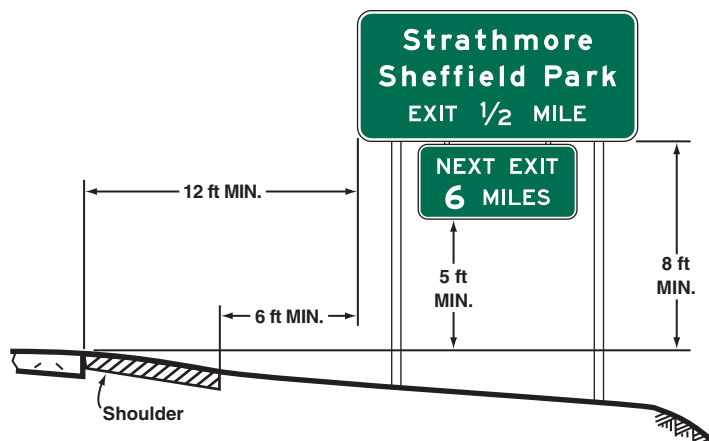 Strathmore
Sheffield Park
EXIT 1/2 MILE
NEXT EXIT
6 MILES
12 ft MIN.
5 ft
MIN.
8 ft
MIN.
6 ft MIN.
Shoulder